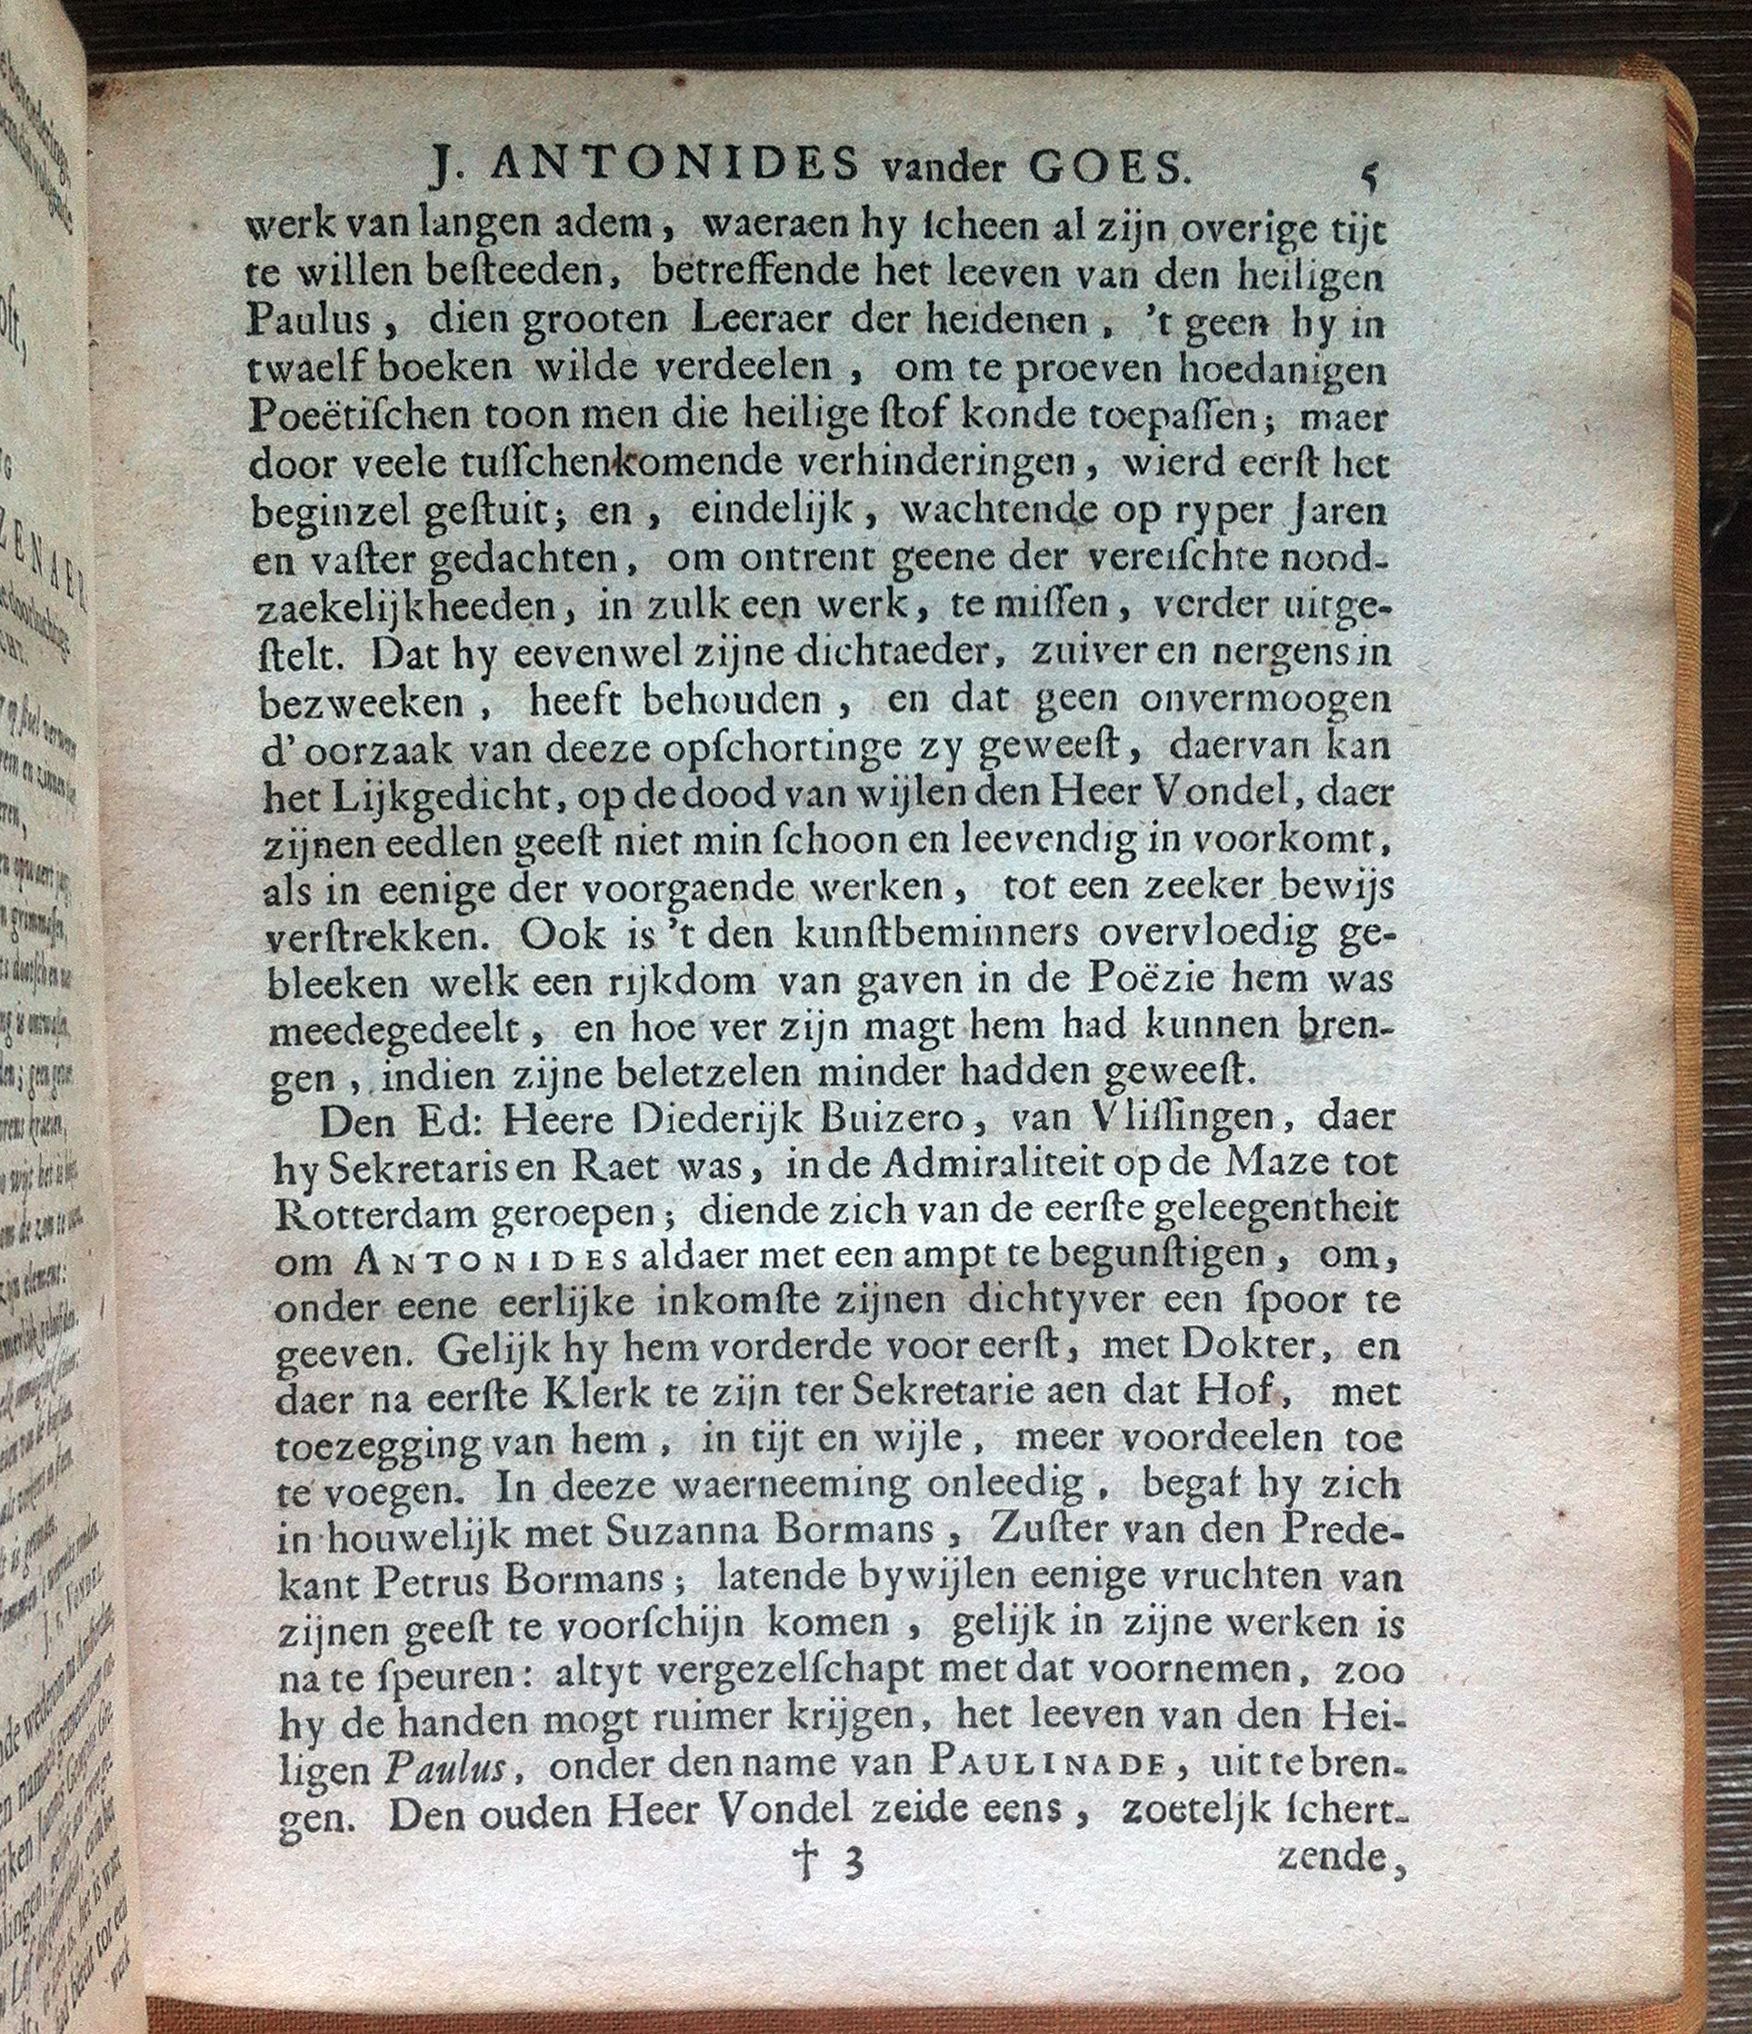 J. ANTONIDES vander GOES. 5
werk van langen adem, waeraen hy ſcheen al zijn overige tijt
te willen beſteeden, betreffende het leeven van den heiligen
Paulus, dien grooten Leeraer der heidenen, 't geen hy in
twaelf boeken wilde verdeelen, om te proeven hoedanigen
Poeëtiſchen toon men die heilige ſtof konde toepaſſen; maer
door veele tuſſchenkomende verhinderingen, wierd eerſt het
beginzel geſtuit; en, eindelijk, wachtende op ryper Jaren
en vaſter gedachten, om ontrent geene der vereiſchte nood-
zaekelijkheeden, in zulk een werk, te miſſen, verder uitge-
ſtelt. Dat hy eevenwel zijne dichtaeder, zuiver en nergens in
bezweeken, heeft behouden, en dat geen onvermoogen
d' oorzaak van deeze opſchortinge zy geweeſt, daervan kan
het Lijkgedicht, op de dood van wijlen den Heer Vondel, daer
zijnen eedlen geeſt niet min ſchoon en leevendig in voorkomt,
als in eenige der voorgaende werken, tot een zeeker bewijs
verſtrekken. Ook is 't den kunſtbeminners overvloedig ge-
bleeken welk een rijkdom van gaven in de Poëzie hem was
meedegedeelt, en hoe ver zijn magt hem had kunnen bren-
gen, indien zijne beletzelen minder hadden geweeſt.
Den Ed: Heere Diederijk Buizero, van Vliſſingen, daer
hy Sekretaris en Raet was, in de Admiraliteit op de Maze tot
Rotterdam geroepen; diende zich van de eerſte geleegentheit
om ANTONIDES aldaer met een ampt te begunſtigen, om,
onder eene eerlijke inkomſte zijnen dichtyver een ſpoor te
geeven. Gelijk hy hem vorderde voor eerſt, met Dokter, en
daer na eerſte Klerk te zijn ter Sekretarie aen dat Hof, met
toezegging van hem, in tijt en wijle, meer voordeelen toe
te voegen. In deeze waerneeming onleedig, begaf hy zich
in houwelijk met Suzanna Bormans, Zuſter van den Prede-
kant Petrus Bormans; latende bywijlen eenige vruchten van
zijnen geeſt te voorſchijn komen, gelijk in zijne werken is
na te ſpeuren: altyt vergezelſchapt met dat voornemen, zoo
hy de handen mogt ruimer krijgen, het leeven van den Hei-
ligen Paulus, onder den name van PAULINADE, uit te bren-
gen. Den ouden Heer Vondel zeide eens, zoeteljk ſchert-
† 3 zende,